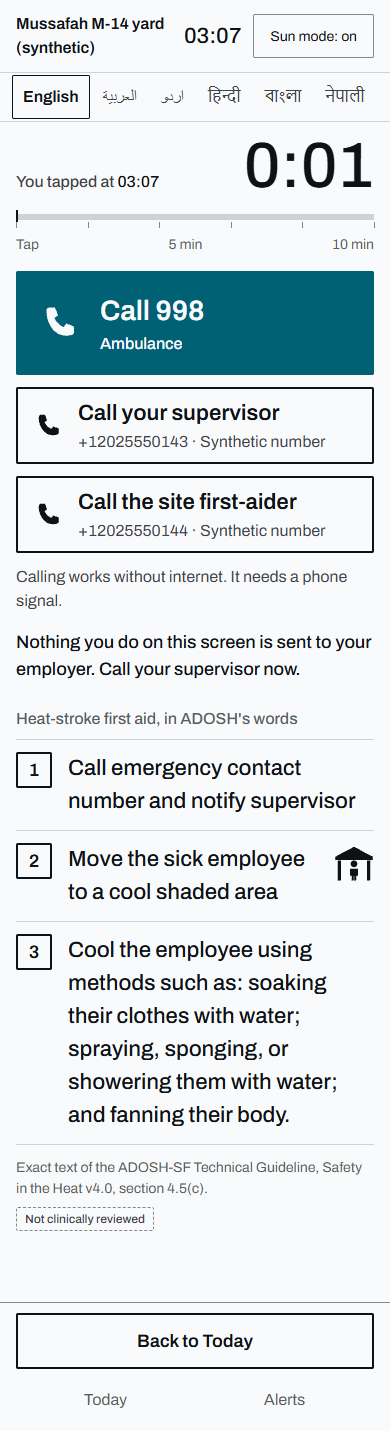 Mussafah M-14 yard
(synthetic)
03:07
Sun mode: on
English
العربية
اردو
हिन्दी
বাংলা
नेपाली
You tapped at 03:07
0:01
Tap
5 min
10 min
Call 998
Ambulance
Call your supervisor
+12025550143 · Synthetic number
Call the site first-aider
+12025550144 · Synthetic number
Calling works without internet. It needs a phone
signal.
Nothing you do on this screen is sent to your
employer. Call your supervisor now.
Heat-stroke first aid, in ADOSH's words
1
Call emergency contact
number and notify supervisor
2
Move the sick employee
to a cool shaded area
3
Cool the employee using
methods such as: soaking
their clothes with water;
spraying, sponging, or
showering them with water;
and fanning their body.
Exact text of the ADOSH-SF Technical Guideline, Safety
in the Heat v4.0, section 4.5(c).
Not clinically reviewed
Back to Today
Today
Alerts